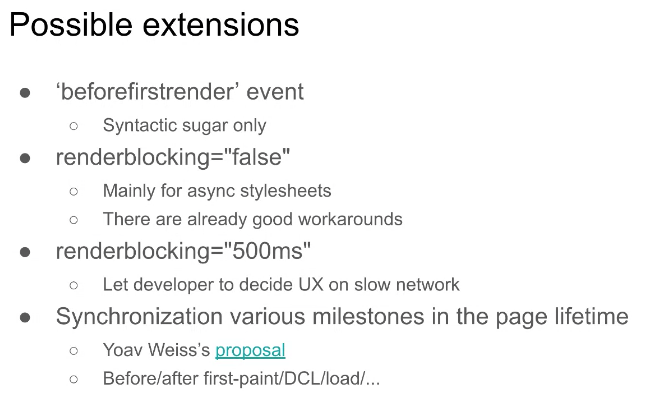 Possible extensions
● ‘beforefirstrender’ event
○ Syntactic sugar only
● renderblocking="false"
○ Mainly for async stylesheets
○ There are already good workarounds
● renderblocking="500ms"
○ Let developer to decide UX on slow network
● Synchronization various milestones in the page lifetime
○ Yoav Weiss’s proposal
○ Before/after first-paint/DCL/load/...